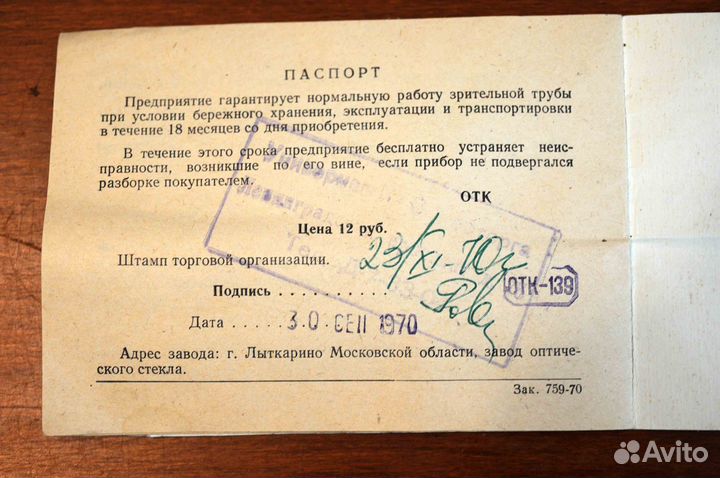 ПАСПОРТ
Предприятие гарантирует нормальную работу зрительной трубы
при условии бережного хранения, эксплуатации и транспортировки
в течение 18 месяцев со дня приобретения.
В течение этого срока предприятие бесплатно устраняет неис-
правности, возникшие по его вине, если прибор не подвергался
разборке покупателем.
ОТК
Универмаг
Цена 12 руб.
Штамп торговой организации.
23/XI-70г
Подпись . . . . . . . . . .
ОТК-139
Дата . . . . 30 СЕП 1970
Адрес завода: г. Лыткарино Московской области, завод оптиче-
ского стекла.
Зак. 759-70
Avito